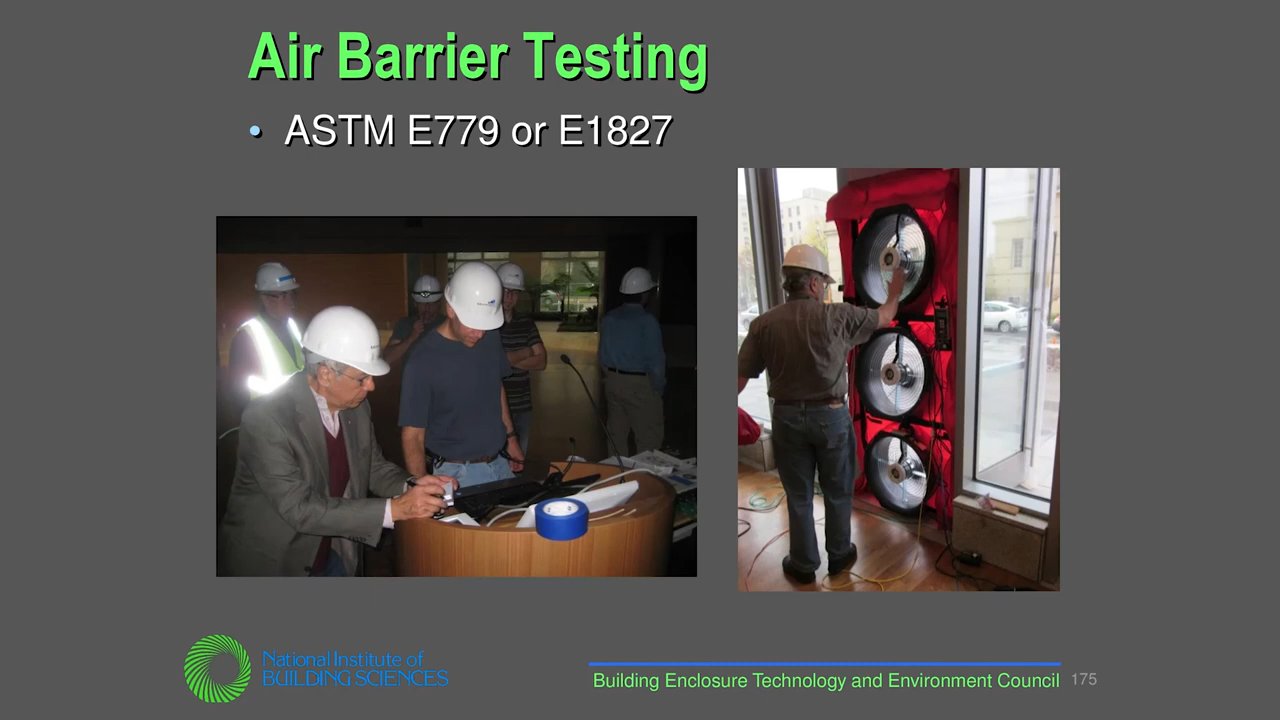 Air Barrier Testing
• ASTM E779 or E1827
National Institute of
BUILDING SCIENCES
Building Enclosure Technology and Environment Council 175